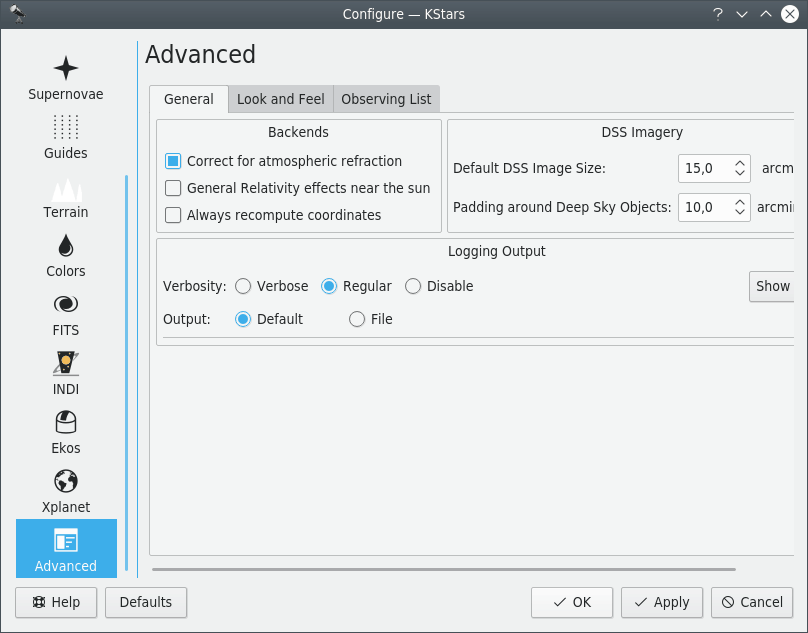 Configure — KStars
?
Supernovae
Guides
Terrain
Colors
FITS
INDI
Ekos
Xplanet
Advanced
Advanced
General Look and Feel Observing List
Backends
Correct for atmospheric refraction
General Relativity effects near the sun
Always recompute coordinates
DSS Imagery
Default DSS Image Size: 15,0 arcm
Padding around Deep Sky Objects: 10,0 arcmi
Logging Output
Verbosity: Verbose Regular Disable Show
Output: Default File
Help Defaults OK Apply Cancel